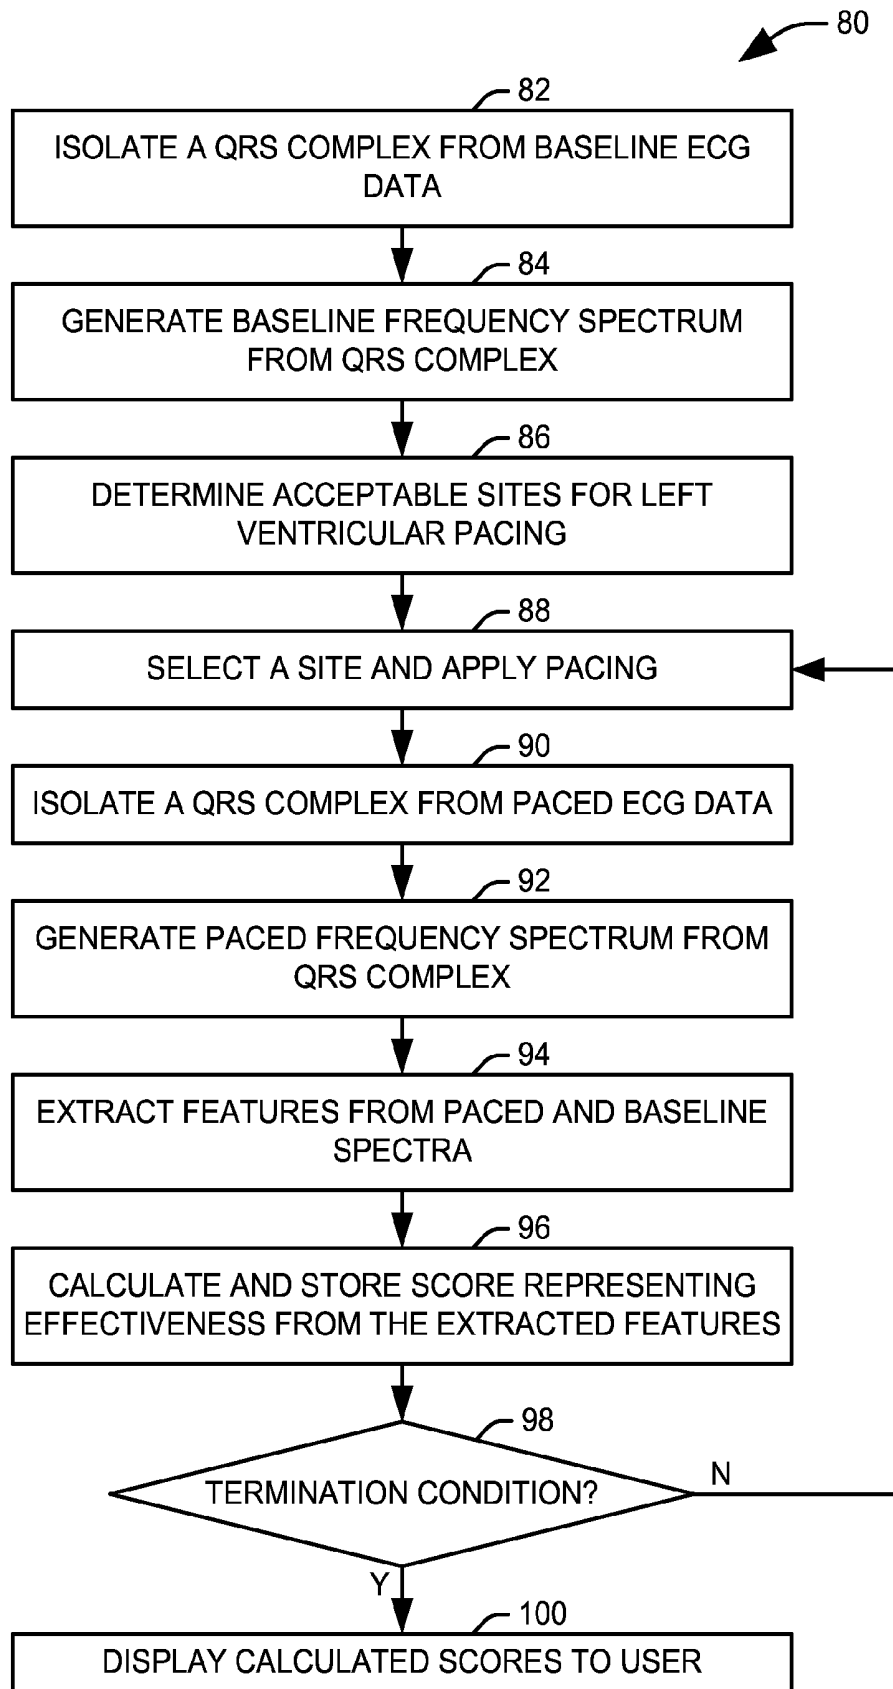 80
82
ISOLATE A QRS COMPLEX FROM BASELINE ECG
DATA
84
GENERATE BASELINE FREQUENCY SPECTRUM
FROM QRS COMPLEX
86
DETERMINE ACCEPTABLE SITES FOR LEFT
VENTRICULAR PACING
88
SELECT A SITE AND APPLY PACING
90
ISOLATE A QRS COMPLEX FROM PACED ECG DATA
92
GENERATE PACED FREQUENCY SPECTRUM FROM
QRS COMPLEX
94
EXTRACT FEATURES FROM PACED AND BASELINE
SPECTRA
96
CALCULATE AND STORE SCORE REPRESENTING
EFFECTIVENESS FROM THE EXTRACTED FEATURES
98
TERMINATION CONDITION?
N
Y
100
DISPLAY CALCULATED SCORES TO USER